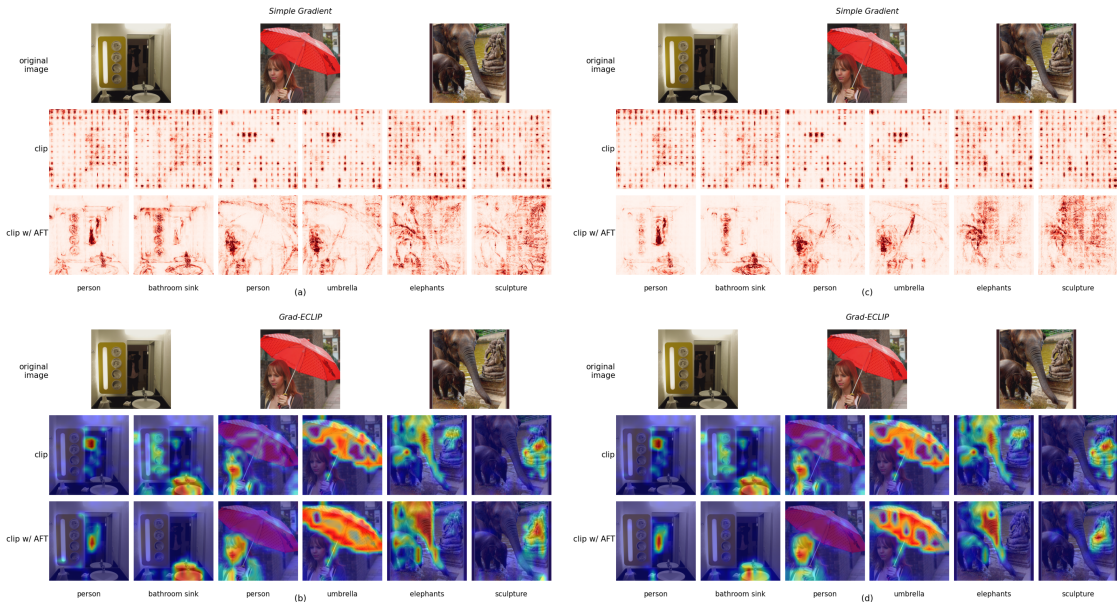 Simple Gradient
original
image
clip
clip w/ AFT
person bathroom sink person umbrella elephants sculpture
(a)
Simple Gradient
original
image
clip
clip w/ AFT
person bathroom sink person umbrella elephants sculpture
(c)
Grad-ECLIP
original
image
clip
clip w/ AFT
person bathroom sink person umbrella elephants sculpture
(b)
Grad-ECLIP
original
image
clip
clip w/ AFT
person bathroom sink person umbrella elephants sculpture
(d)